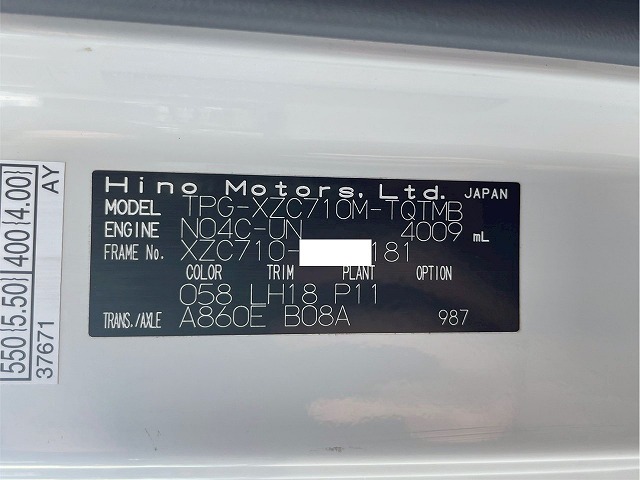 Hino Motors, Ltd. JAPAN
MODEL TPG-XZC710M-TQTMB
ENGINE N04C-UN 4009 mL
FRAME No. XZC710- 181
COLOR TRIM PLANT OPTION
058 LH18 P11
TRANS./AXLE A860E B08A 987
550(5.50) 400(4.00)
37671 AY